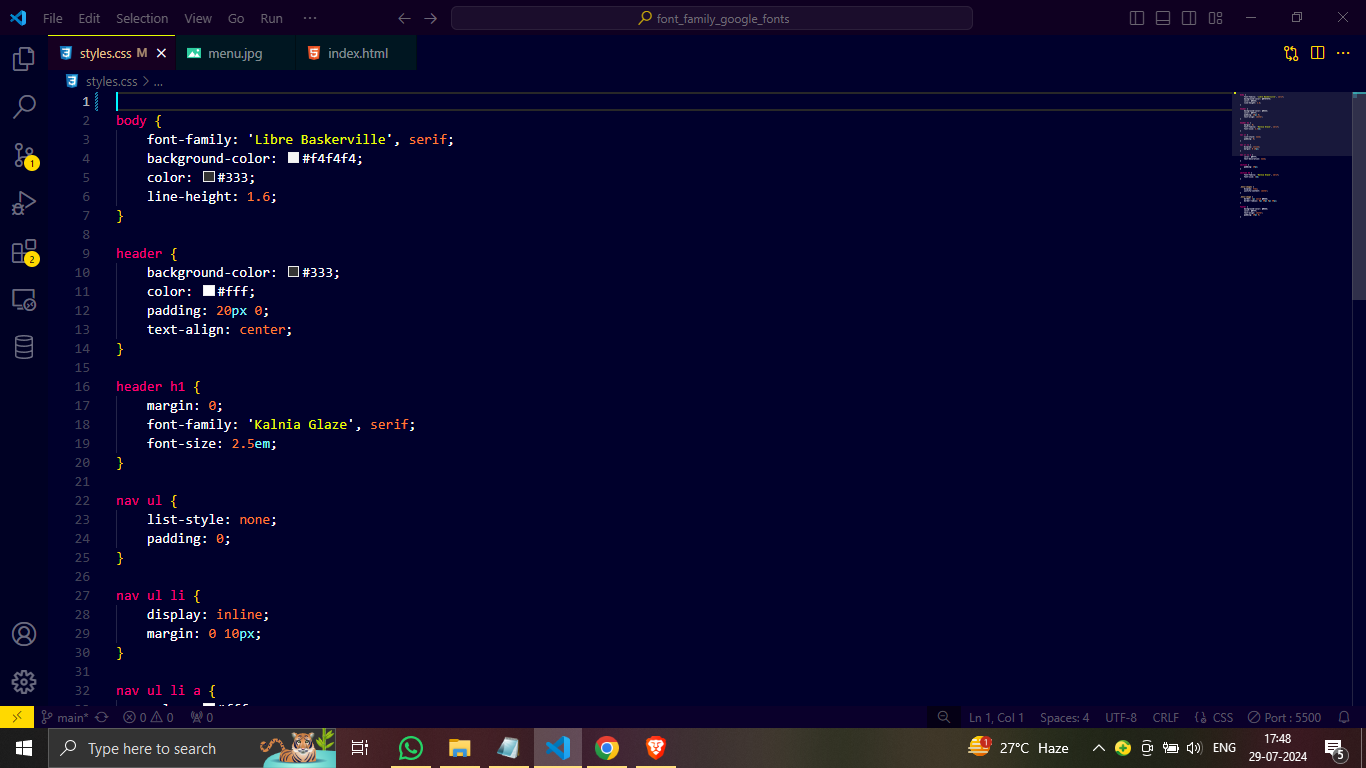 File Edit Selection View Go Run ···
font_family_google_fonts
styles.css M
menu.jpg
index.html
styles.css > ...
1
2 body {
3 font-family: 'Libre Baskerville', serif;
4 background-color: #f4f4f4;
5 color: #333;
6 line-height: 1.6;
7 }
8
9 header {
10 background-color: #333;
11 color: #fff;
12 padding: 20px 0;
13 text-align: center;
14 }
15
16 header h1 {
17 margin: 0;
18 font-family: 'Kalnia Glaze', serif;
19 font-size: 2.5em;
20 }
21
22 nav ul {
23 list-style: none;
24 padding: 0;
25 }
26
27 nav ul li {
28 display: inline;
29 margin: 0 10px;
30 }
31
32 nav ul li a {
1
2
main* 0 0 0
Ln 1, Col 1 Spaces: 4 UTF-8 CRLF {} CSS Port : 5500
Type here to search
1 27°C Haze
ENG
17:48
29-07-2024
5